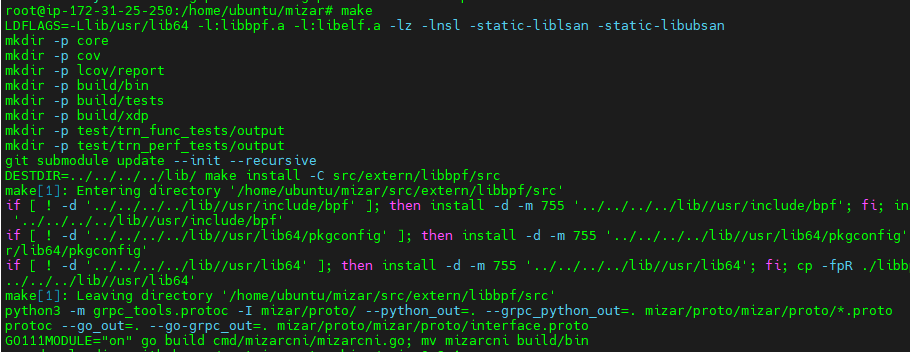 root@ip-172-31-25-250:/home/ubuntu/mizar# make
LDFLAGS=-Llib/usr/lib64 -l:libbpf.a -l:libelf.a -lz -lnsl -static-liblsan -static-libubsan
mkdir -p core
mkdir -p cov
mkdir -p lcov/report
mkdir -p build/bin
mkdir -p build/tests
mkdir -p build/xdp
mkdir -p test/trn_func_tests/output
mkdir -p test/trn_perf_tests/output
git submodule update --init --recursive
DESTDIR=../../../../lib/ make install -C src/extern/libbpf/src
make[1]: Entering directory '/home/ubuntu/mizar/src/extern/libbpf/src'
if [ ! -d '../../../../lib//usr/include/bpf' ]; then install -d -m 755 '../../../../lib//usr/include/bpf'; fi; in
'../../../../lib//usr/include/bpf'
if [ ! -d '../../../../lib//usr/lib64/pkgconfig' ]; then install -d -m 755 '../../../../lib//usr/lib64/pkgconfig'
r/lib64/pkgconfig'
if [ ! -d '../../../../lib//usr/lib64' ]; then install -d -m 755 '../../../../lib//usr/lib64'; fi; cp -fpR ./libb
../../../../lib//usr/lib64'
make[1]: Leaving directory '/home/ubuntu/mizar/src/extern/libbpf/src'
python3 -m grpc_tools.protoc -I mizar/proto/ --python_out=. --grpc_python_out=. mizar/proto/mizar/proto/*.proto
protoc --go_out=. --go-grpc_out=. mizar/proto/mizar/proto/interface.proto
GO111MODULE="on" go build cmd/mizarcni/mizarcni.go; mv mizarcni build/bin